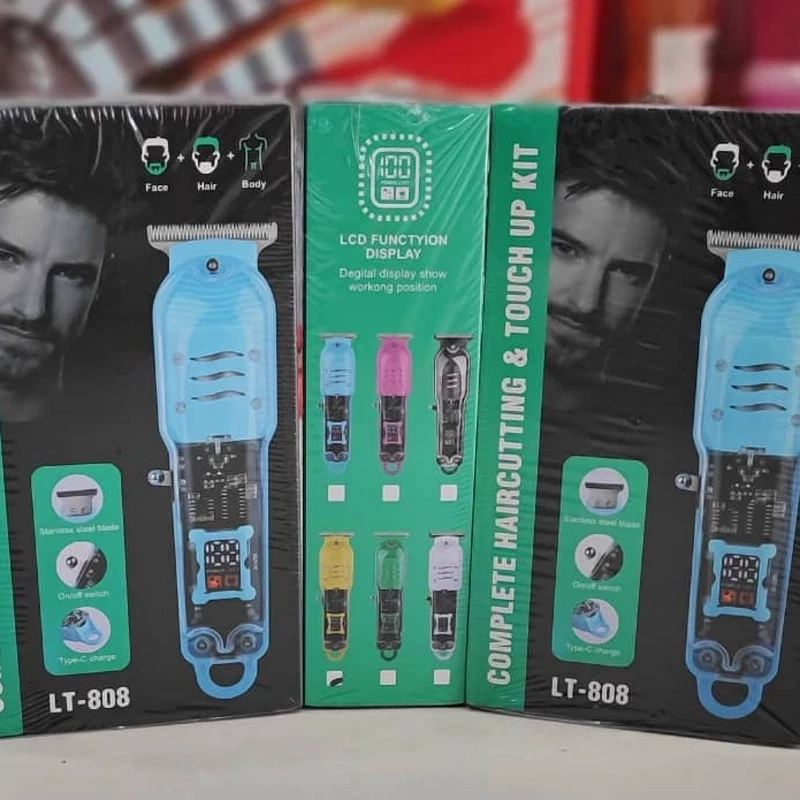 Face + Hair + Body
Stainless steel blade
On/off switch
Type-C charge
LT-808
100
LCD FUNCTYION
DISPLAY
Degital display show
workong position
COMPLETE HAIRCUTTING & TOUCH UP KIT
Face + Hair
Stainless steel blade
On/off switch
Type-C charge
LT-808